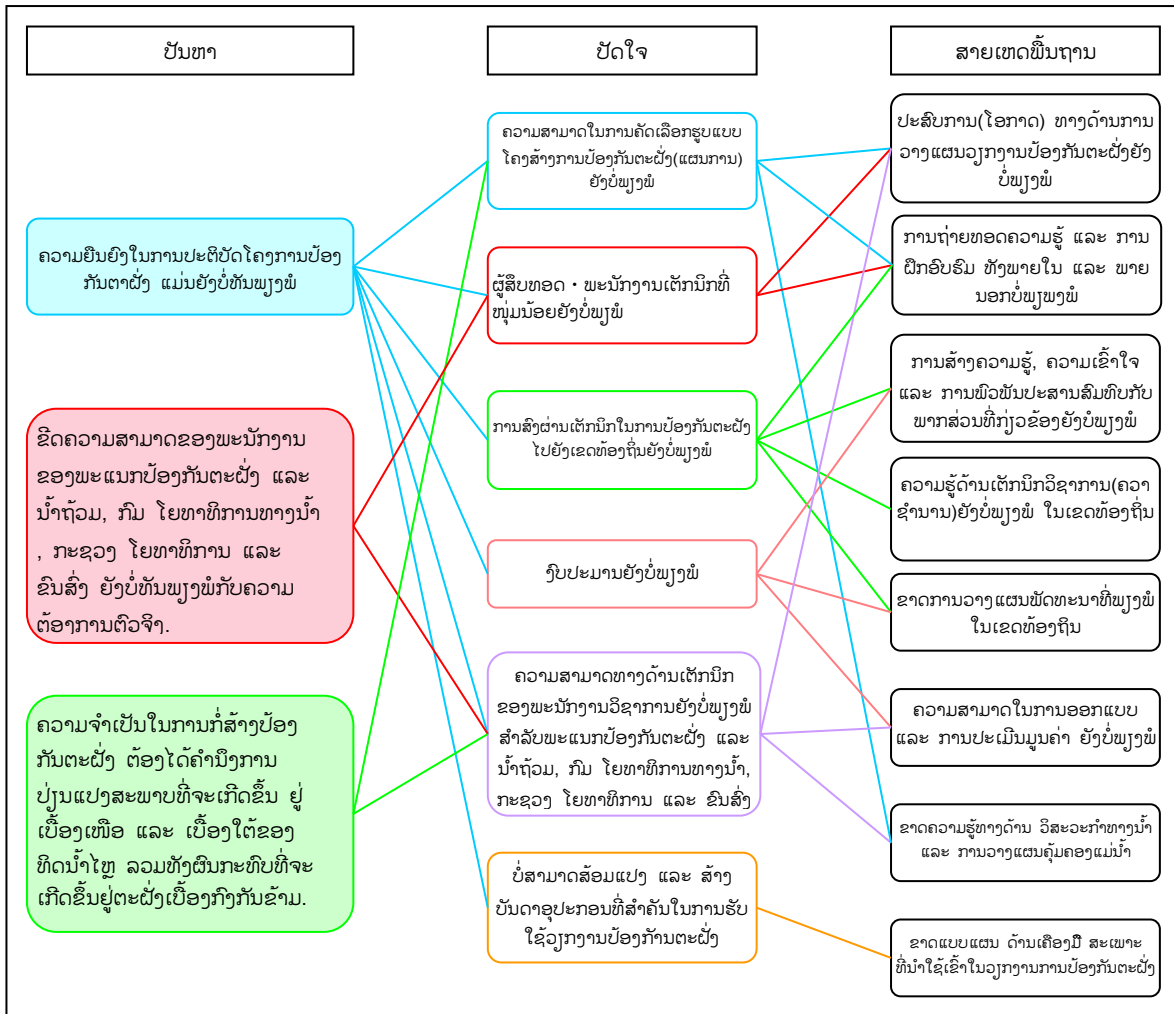 ປັນຫາ
ປັດໃຈ
ສາຍເຫດພື້ນຖານ
ຄວາມຍືນຍົງໃນການປະຕິບັດໂຄງການປ້ອງ
ກັນຕາຝັ່ງ ແມ່ນຍັງບໍ່ທັນພຽງພໍ
ຂີດຄວາມສາມາດຂອງພະນັກງານ
ຂອງພະແນກປ້ອງກັນຕະຝັ່ງ ແລະ
ນ້ຳຖ້ວມ, ກົມ ໂຍທາທິການທາງນ້ຳ
, ກະຊວງ ໂຍທາທິການ ແລະ
ຂົນສົ່ງ ຍັງບໍ່ທັນພຽງພໍກັບຄວາມ
ຕ້ອງການຕົວຈິງ.
ຄວາມຈຳເປັນໃນການກໍ່ສ້າງປ້ອງ
ກັນຕະຝັ່ງ ຕ້ອງໄດ້ຄຳນຶງການ
ປ່ຽນແປງສະພາບທີ່ຈະເກີດຂຶ້ນ ຢູ່
ເບື້ອງເໜືອ ແລະ ເບື້ອງໃຕ້ຂອງ
ທິດນ້ຳໄຫຼ ລວມທັງຜົນກະທົບທີ່ຈະ
ເກີດຂຶ້ນຢູ່ຕະຝັ່ງເບື້ອງກົງກັນຂ້າມ.
ຄວາມສາມາດໃນການຄັດເລືອກຮູບແບບ
ໂຄງສ້າງການປ້ອງກັນຕະຝັ່ງ(ແຜນການ)
ຍັງບໍ່ພຽງພໍ
ຜູ້ສຶບທອດ・ພະນັກງານເຕັກນິກທີ່
ໜຸ່ມນ້ອຍຍັງບໍ່ພຽພໍ
ການສົ່ງຜ່ານເຕັກນິກໃນການປ້ອງກັນຕະຝັ່ງ
ໄປຍັງເຂດທ້ອງຖິ່ນຍັງບໍ່ພຽງພໍ
ງົບປະມານຍັງບໍ່ພຽງພໍ
ຄວາມສາມາດທາງດ້ານເຕັກນິກ
ຂອງພະນັກງານວິຊາການຍັງບໍ່ພຽງພໍ
ສຳລັບພະແນກປ້ອງກັນຕະຝັ່ງ ແລະ
ນ້ຳຖ້ວມ, ກົມ ໂຍທາທິການທາງນ້ຳ,
ກະຊວງ ໂຍທາທິການ ແລະ ຂົນສົ່ງ
ບໍ່ສາມາດສ້ອມແປງ ແລະ ສ້າງ
ບັນດາອຸປະກອນທີ່ສຳຄັນໃນການຮັບ
ໃຊ້ວຽກງານປ້ອງກັານຕະຝັ່ງ
ປະສົບການ(ໂອກາດ) ທາງດ້ານການ
ວາງແຜນວຽກງານປ້ອງກັນຕະຝັ່ງຍັງ
ບໍ່ພຽງພໍ
ການຖ່າຍທອດຄວາມຮູ້ ແລະ ການ
ຝຶກອົບຮົມ ທັງພາຍໃນ ແລະ ພາຍ
ນອກບໍ່ພຽພງພໍ
ການສ້າງຄວາມຮູ້, ຄວາມເຂົ້າໃຈ
ແລະ ການພົວພັນປະສານສົມທົບກັບ
ພາກສ່ວນທີ່ກ່ຽວຂ້ອງຍັງບໍ່ພຽງພໍ
ຄວາມຮູ້ດ້ານເຕັກນິກວິຊາການ(ຄວາ
ຊຳນານ)ຍັງບໍ່ພຽງພໍ ໃນເຂດທ້ອງຖິ່ນ
ຂາດການວາງແຜນພັດທະນາທີ່ພຽງພໍ
ໃນເຂດທ້ອງຖິນ
ຄວາມສາມາດໃນການອອກແບບ
ແລະ ການປະເມີນມູນຄ່າ ຍັງບໍ່ພຽງພໍ
ຂາດຄວາມຮູ້ທາງດ້ານ ວິສະວະກຳທາງນ້ຳ
ແລະ ການວາງແຜນຄຸ້ມຄອງແມ່ນ້ຳ
ຂາດແບບແຜນ ດ້ານເຄືອງມື ສະເພາະ
ທີ່ນຳໃຊ້ເຂົ້າໃນວຽກງານການປ້ອງກັນຕະຝັ່ງ